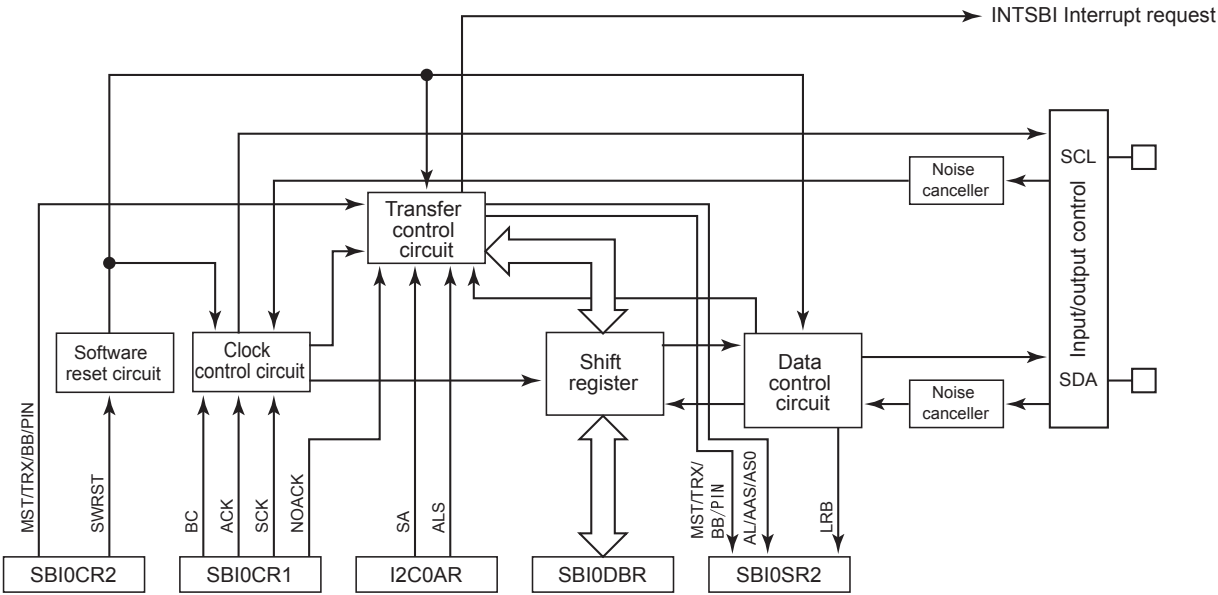 INTSBI Interrupt request
SCL
Noise
canceller
Input/output control
Transfer
control
circuit
Software
reset circuit
Clock
control circuit
Shift
register
Data
control
circuit
SDA
Noise
canceller
MST/TRX/BB/PIN
SWRST
BC
ACK
SCK
NOACK
SA
ALS
MST/TRX/
BB/PIN
AL/AAS/AS0
LRB
SBI0CR2
SBI0CR1
I2C0AR
SBI0DBR
SBI0SR2